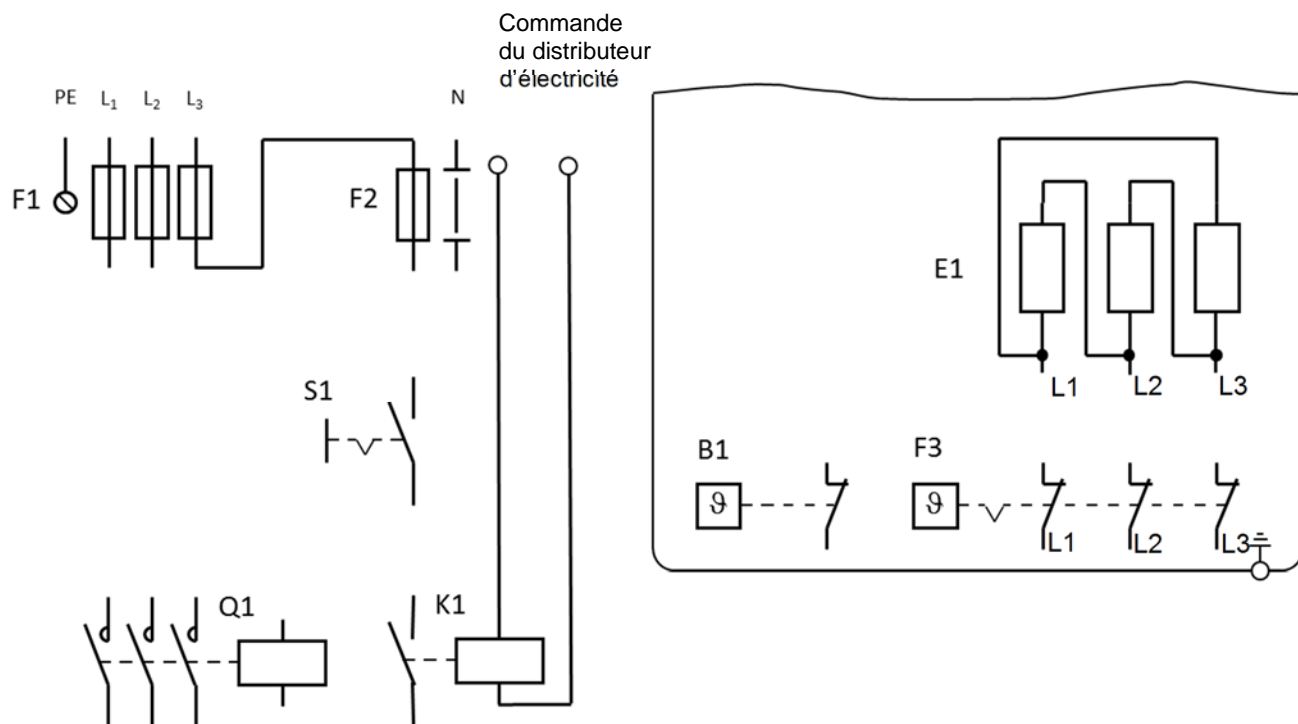 Commande
du distributeur
d'électricité
PE L₁ L₂ L₃ N
F1 F2
E1
L1 L2 L3
S1
B1 F3
ϑ ϑ
L1 L2 L3
Q1 K1